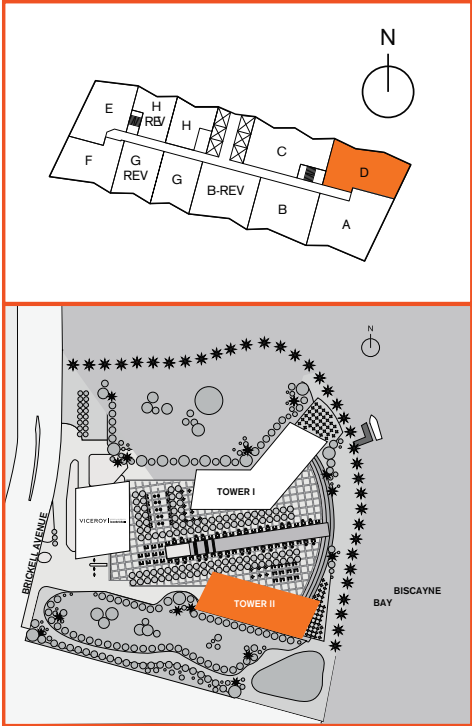 N
E
H
REV
H
C
D
F
G
REV
G
B-REV
B
A
N
TOWER I
VICEROY
BRICKELL AVENUE
BISCAYNE
BAY
TOWER II